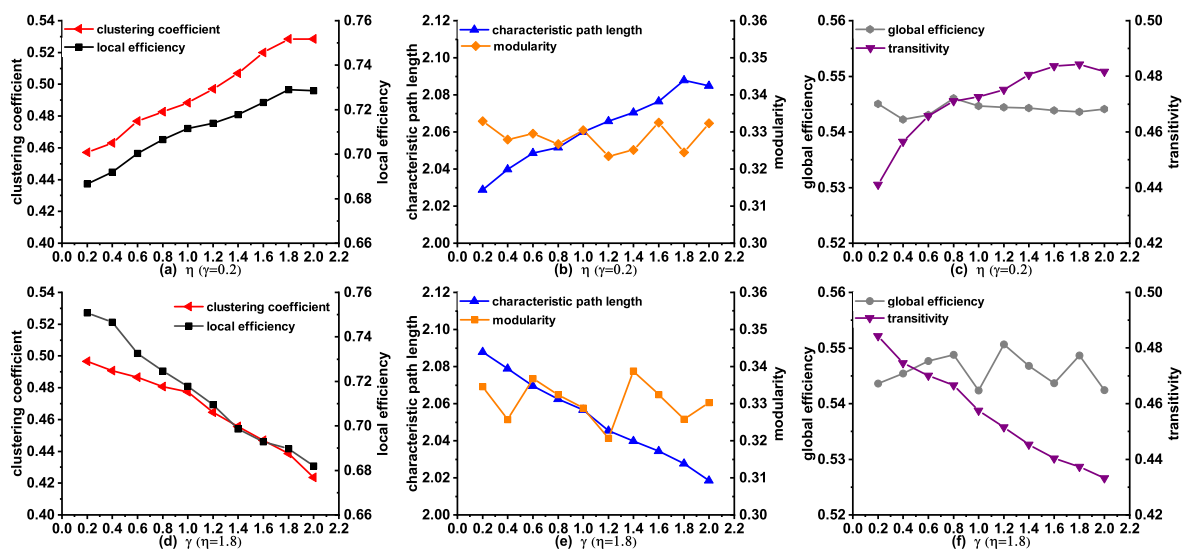 0.54 0.52 0.50 0.48 0.46 0.44 0.42 0.40
clustering coefficient
clustering coefficient
local efficiency
0.76 0.74 0.72 0.70 0.68 0.66
local efficiency
0.0 0.2 0.4 0.6 0.8 1.0 1.2 1.4 1.6 1.8 2.0 2.2
(a) η (γ=0.2)
2.12 2.10 2.08 2.06 2.04 2.02 2.00
characteristic path length
characteristic path length
modularity
0.36 0.35 0.34 0.33 0.32 0.31 0.30
modularity
0.0 0.2 0.4 0.6 0.8 1.0 1.2 1.4 1.6 1.8 2.0 2.2
(b) η (γ=0.2)
0.56 0.55 0.54 0.53 0.52
global efficiency
global efficiency
transitivity
0.50 0.48 0.46 0.44 0.42
transitivity
0.0 0.2 0.4 0.6 0.8 1.0 1.2 1.4 1.6 1.8 2.0 2.2
(c) η (γ=0.2)
0.54 0.52 0.50 0.48 0.46 0.44 0.42 0.40
clustering coefficient
clustering coefficient
local efficiency
0.76 0.74 0.72 0.70 0.68 0.66
local efficiency
0.0 0.2 0.4 0.6 0.8 1.0 1.2 1.4 1.6 1.8 2.0 2.2
(d) γ (η=1.8)
2.12 2.10 2.08 2.06 2.04 2.02 2.00
characteristic path length
characteristic path length
modularity
0.36 0.35 0.34 0.33 0.32 0.31 0.30
modularity
0.0 0.2 0.4 0.6 0.8 1.0 1.2 1.4 1.6 1.8 2.0 2.2
(e) γ (η=1.8)
0.56 0.55 0.54 0.53 0.52
global efficiency
global efficiency
transitivity
0.50 0.48 0.46 0.44 0.42
transitivity
0.0 0.2 0.4 0.6 0.8 1.0 1.2 1.4 1.6 1.8 2.0 2.2
(f) γ (η=1.8)